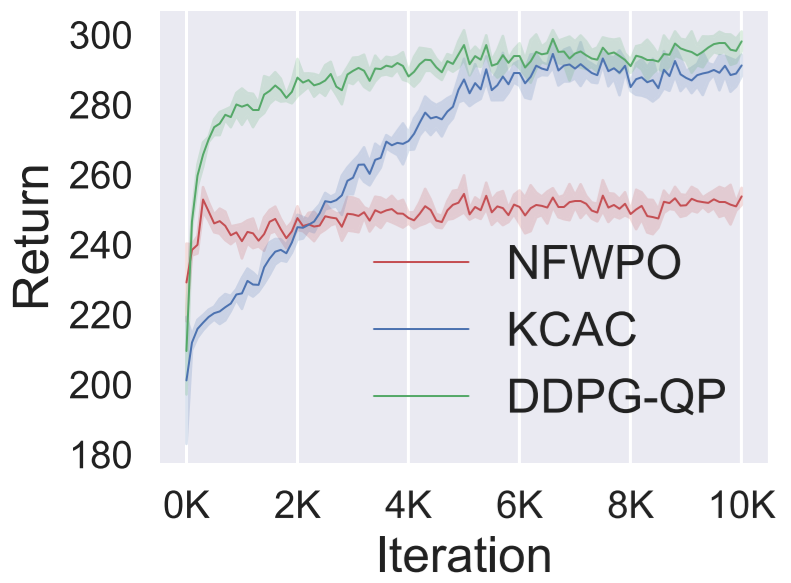 300
280
260
240
220
200
180
Return
NFWPO
KCAC
DDPG-QP
0K 2K 4K 6K 8K 10K
Iteration